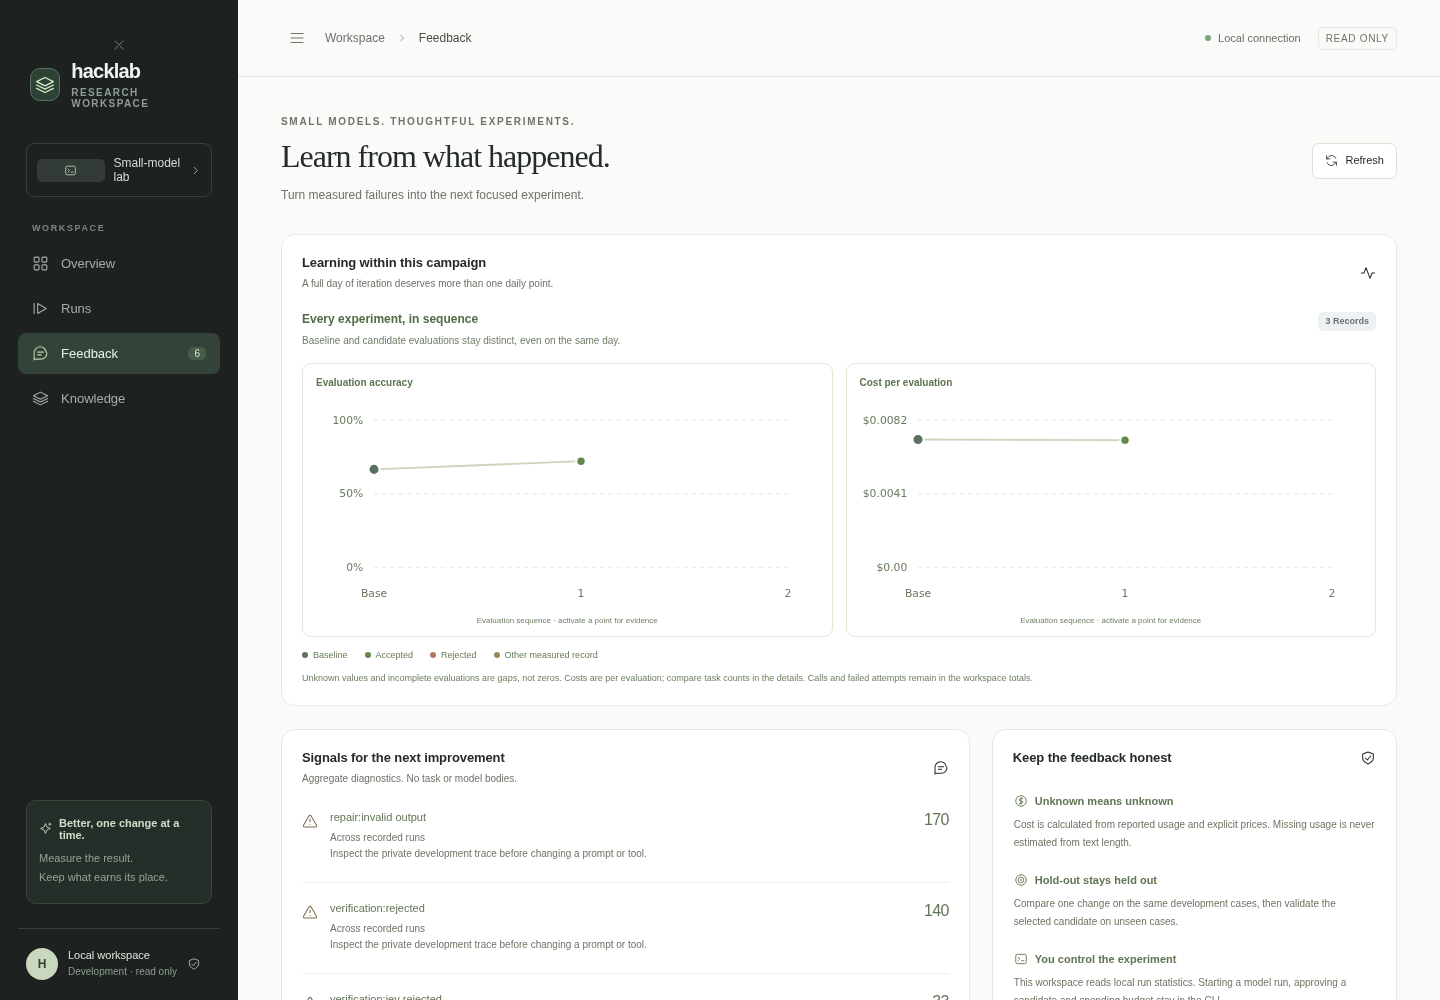 hacklab
RESEARCH
WORKSPACE
Small-model
lab
WORKSPACE
Overview
Runs
Feedback
6
Knowledge
Better, one change at a
time.
Measure the result.
Keep what earns its place.
H
Local workspace
Development · read only
Workspace
Feedback
Local connection
READ ONLY
SMALL MODELS. THOUGHTFUL EXPERIMENTS.
Learn from what happened.
Turn measured failures into the next focused experiment.
Refresh
Learning within this campaign
A full day of iteration deserves more than one daily point.
Every experiment, in sequence
Baseline and candidate evaluations stay distinct, even on the same day.
3 Records
Evaluation accuracy
100%
50%
0%
Base
1
2
Evaluation sequence · activate a point for evidence
Cost per evaluation
$0.0082
$0.0041
$0.00
Base
1
2
Evaluation sequence · activate a point for evidence
Baseline
Accepted
Rejected
Other measured record
Unknown values and incomplete evaluations are gaps, not zeros. Costs are per evaluation; compare task counts in the details. Calls and failed attempts remain in the workspace totals.
Signals for the next improvement
Aggregate diagnostics. No task or model bodies.
repair:invalid output
170
Across recorded runs
Inspect the private development trace before changing a prompt or tool.
verification:rejected
140
Across recorded runs
Inspect the private development trace before changing a prompt or tool.
Keep the feedback honest
Unknown means unknown
Cost is calculated from reported usage and explicit prices. Missing usage is never
estimated from text length.
Hold-out stays held out
Compare one change on the same development cases, then validate the
selected candidate on unseen cases.
You control the experiment
This workspace reads local run statistics. Starting a model run, approving a